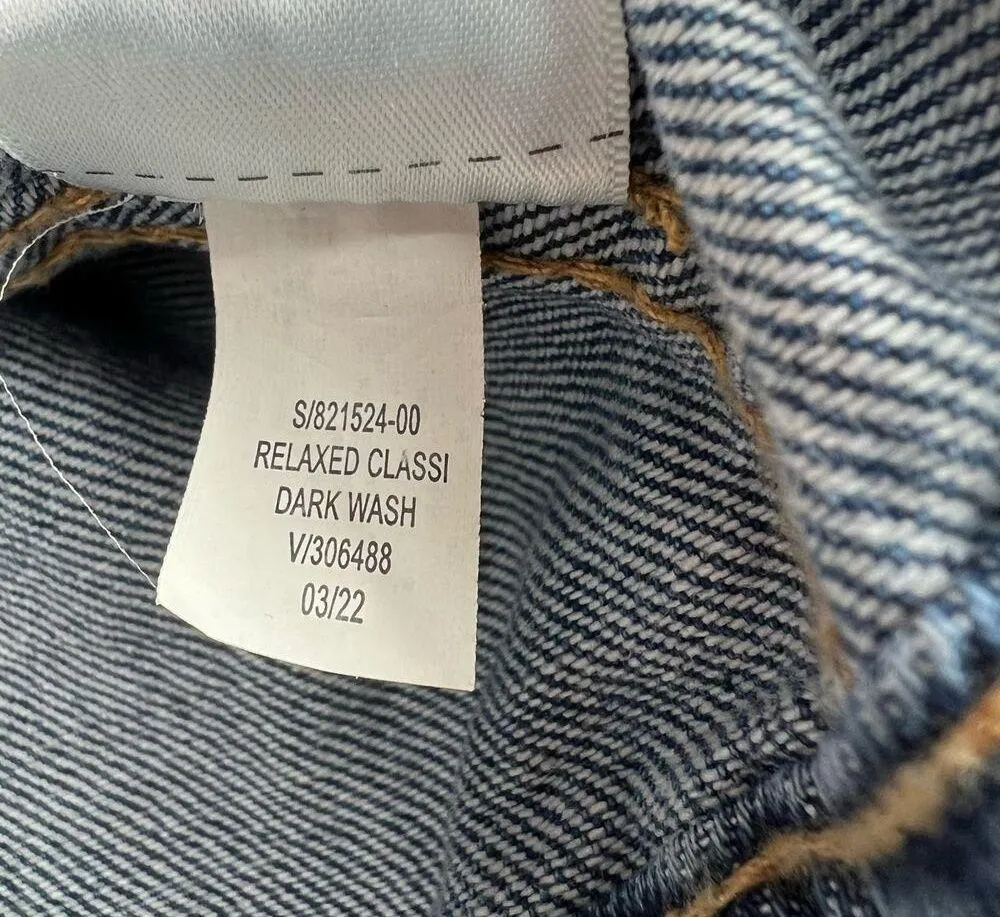 S/821524-00
RELAXED CLASSI
DARK WASH
V/306488
03/22